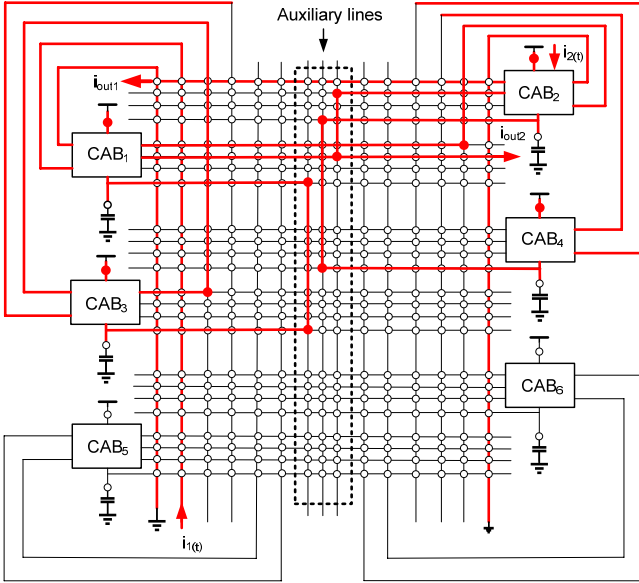 Auxiliary lines
iout1
i2(t)
CAB2
iout2
CAB1
CAB4
CAB3
CAB6
CAB5
i1(t)